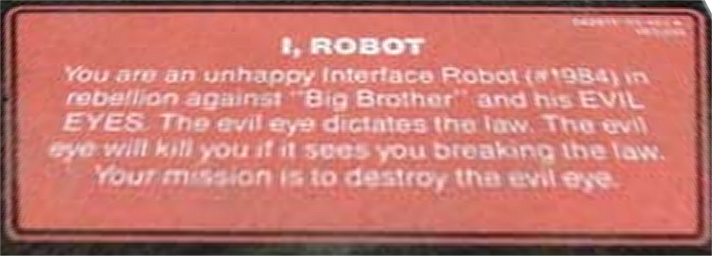 I, ROBOT
You are an unhappy Interface Robot (#1984) in
rebellion against "Big Brother" and his EVIL
EYES. The evil eye dictates the law. The evil
eye will kill you if it sees you breaking the law.
Your mission is to destroy the evil eye.